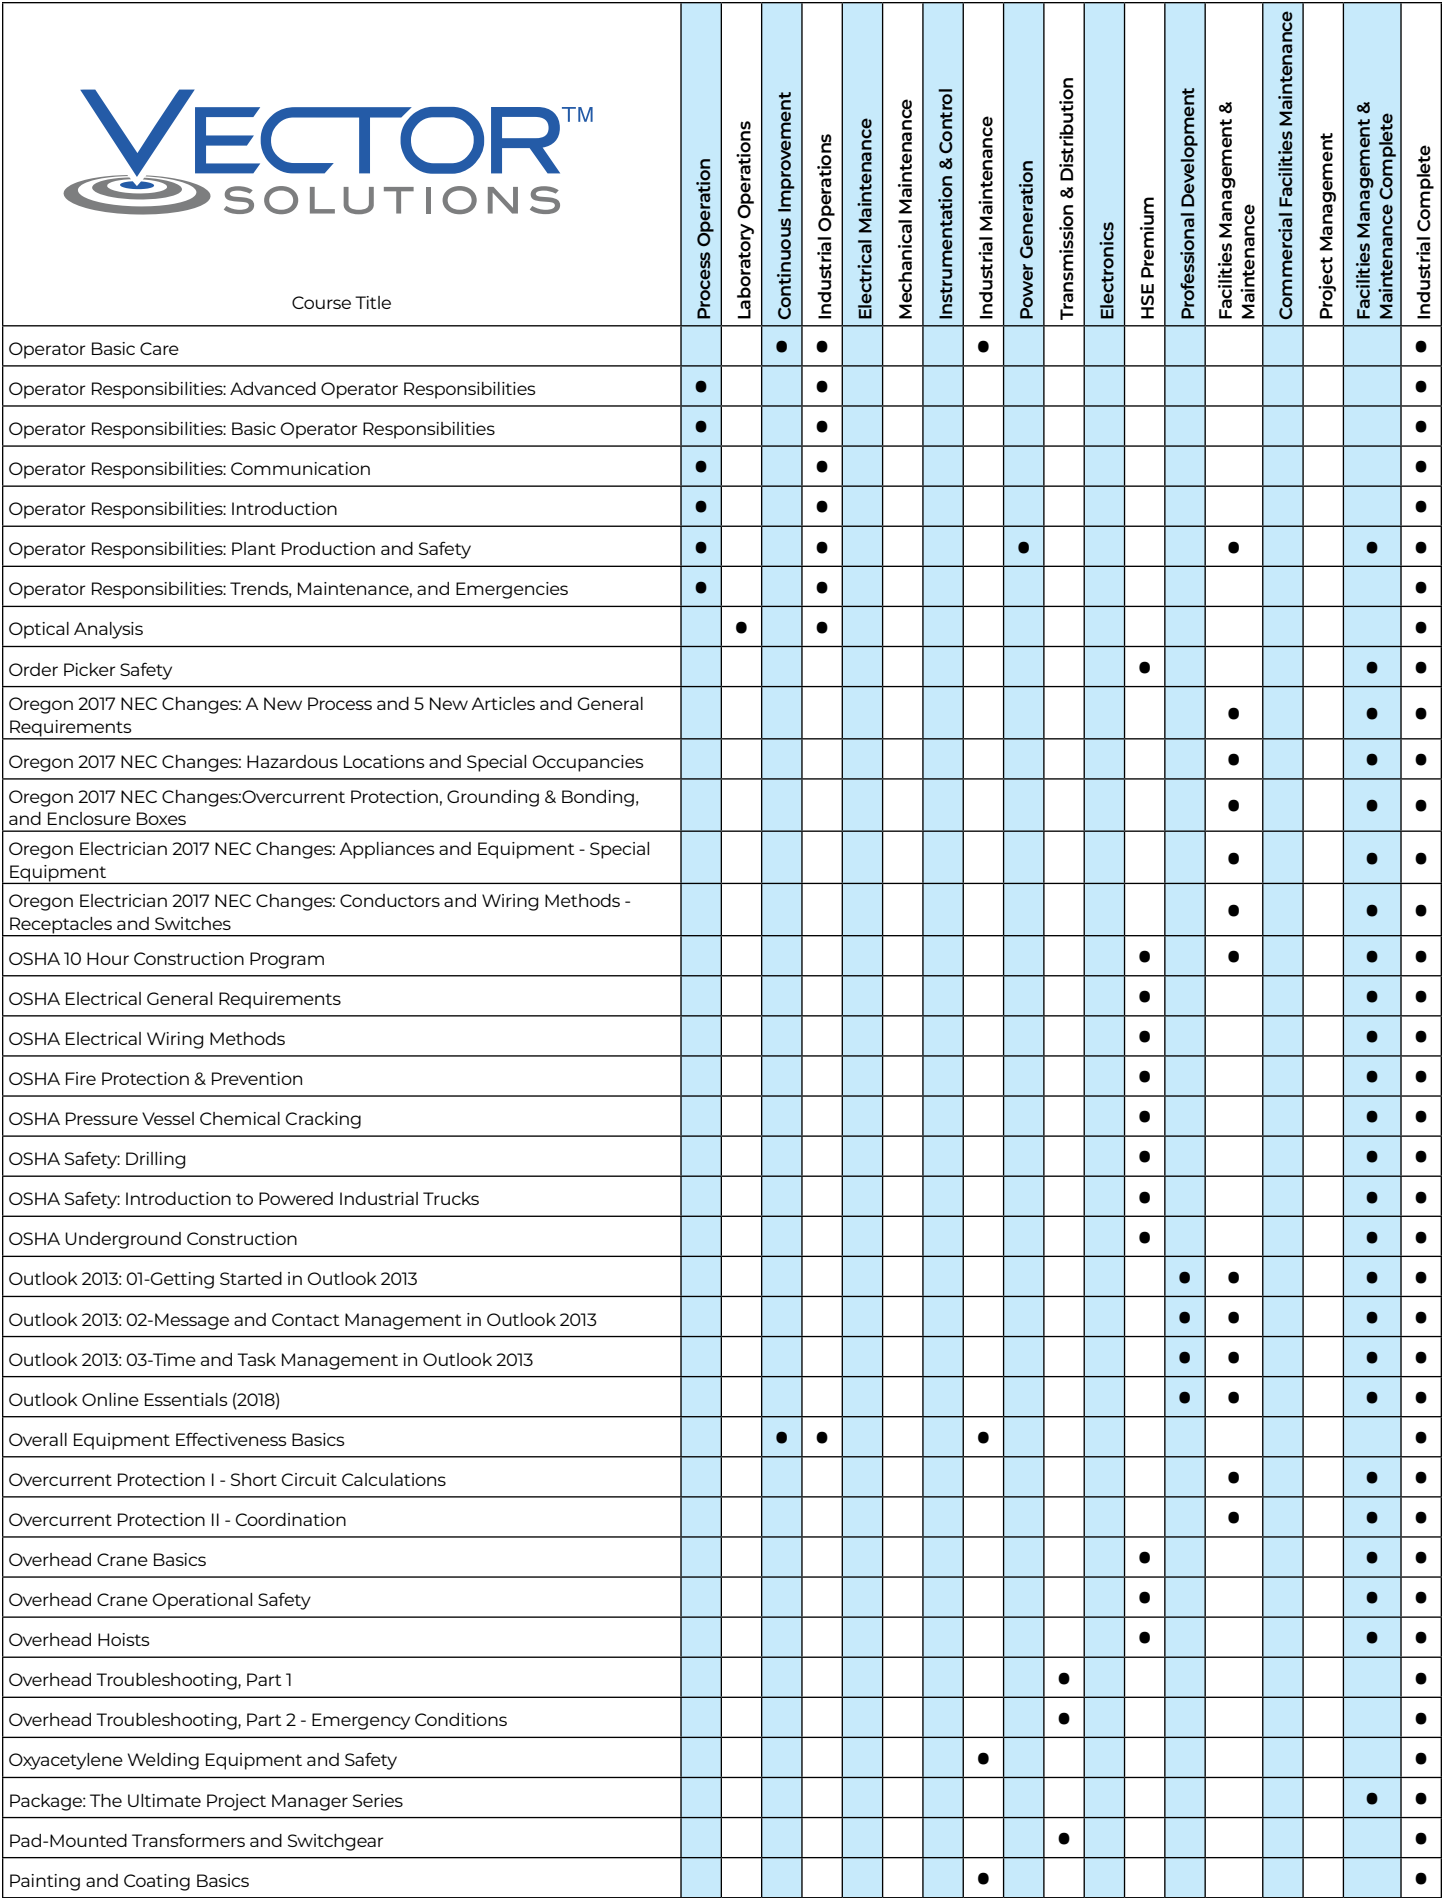 VECTOR™
SOLUTIONS
Course Title
Process Operation
Laboratory Operations
Continuous Improvement
Industrial Operations
Electrical Maintenance
Mechanical Maintenance
Instrumentation & Control
Industrial Maintenance
Power Generation
Transmission & Distribution
Electronics
HSE Premium
Professional Development
Facilities Management &
Maintenance
Commercial Facilities Maintenance
Project Management
Facilities Management &
Maintenance Complete
Industrial Complete
Operator Basic Care
Operator Responsibilities: Advanced Operator Responsibilities
Operator Responsibilities: Basic Operator Responsibilities
Operator Responsibilities: Communication
Operator Responsibilities: Introduction
Operator Responsibilities: Plant Production and Safety
Operator Responsibilities: Trends, Maintenance, and Emergencies
Optical Analysis
Order Picker Safety
Oregon 2017 NEC Changes: A New Process and 5 New Articles and General
Requirements
Oregon 2017 NEC Changes: Hazardous Locations and Special Occupancies
Oregon 2017 NEC Changes:Overcurrent Protection, Grounding & Bonding,
and Enclosure Boxes
Oregon Electrician 2017 NEC Changes: Appliances and Equipment - Special
Equipment
Oregon Electrician 2017 NEC Changes: Conductors and Wiring Methods -
Receptacles and Switches
OSHA 10 Hour Construction Program
OSHA Electrical General Requirements
OSHA Electrical Wiring Methods
OSHA Fire Protection & Prevention
OSHA Pressure Vessel Chemical Cracking
OSHA Safety: Drilling
OSHA Safety: Introduction to Powered Industrial Trucks
OSHA Underground Construction
Outlook 2013: 01-Getting Started in Outlook 2013
Outlook 2013: 02-Message and Contact Management in Outlook 2013
Outlook 2013: 03-Time and Task Management in Outlook 2013
Outlook Online Essentials (2018)
Overall Equipment Effectiveness Basics
Overcurrent Protection I - Short Circuit Calculations
Overcurrent Protection II - Coordination
Overhead Crane Basics
Overhead Crane Operational Safety
Overhead Hoists
Overhead Troubleshooting, Part 1
Overhead Troubleshooting, Part 2 - Emergency Conditions
Oxyacetylene Welding Equipment and Safety
Package: The Ultimate Project Manager Series
Pad-Mounted Transformers and Switchgear
Painting and Coating Basics